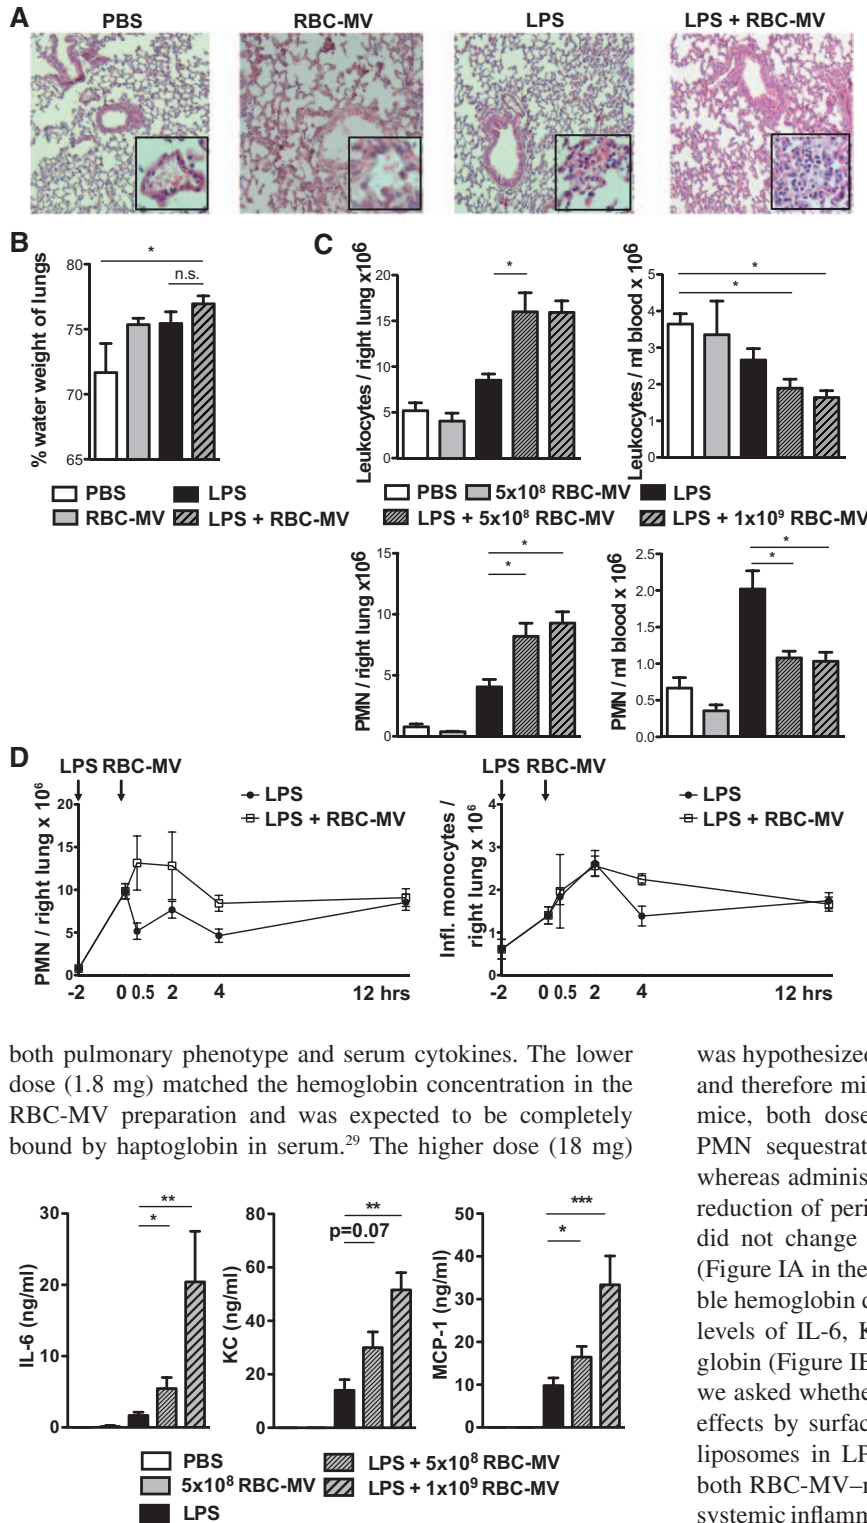 A
PBS
RBC-MV
LPS
LPS + RBC-MV
B
% water weight of lungs
80
75
70
65
*
n.s.
PBS
LPS
RBC-MV
LPS + RBC-MV
C
Leukocytes / right lung x10⁶
20
15
10
5
0
*
Leukocytes / ml blood x 10⁶
5
4
3
2
1
0
*
*
PBS
5x10⁸ RBC-MV
LPS
LPS + 5x10⁸ RBC-MV
LPS + 1x10⁹ RBC-MV
PMN / right lung x10⁶
15
10
5
0
*
*
PMN / ml blood x 10⁶
2.5
2.0
1.5
1.0
0.5
0.0
*
*
D
LPS RBC-MV
PMN / right lung x 10⁶
20
15
10
5
0
LPS
LPS + RBC-MV
-2 0 0.5 2 4 12 hrs
LPS RBC-MV
Infl. monocytes /
right lung x 10⁶
4
3
2
1
0
LPS
LPS + RBC-MV
-2 0 0.5 2 4 12 hrs
both pulmonary phenotype and serum cytokines. The lower
dose (1.8 mg) matched the hemoglobin concentration in the
RBC-MV preparation and was expected to be completely
bound by haptoglobin in serum.²⁹ The higher dose (18 mg)
IL-6 (ng/ml)
30
20
10
0
**
*
KC (ng/ml)
80
60
40
20
0
**
p=0.07
MCP-1 (ng/ml)
50
40
30
20
10
0
***
*
PBS
5x10⁸ RBC-MV
LPS
LPS + 5x10⁸ RBC-MV
LPS + 1x10⁹ RBC-MV
was hypothesized
and therefore mi
mice, both dose
PMN sequestrat
whereas adminis
reduction of peri
did not change
(Figure IA in the
ble hemoglobin d
levels of IL-6, K
globin (Figure IE
we asked whethe
effects by surfac
liposomes in LP
both RBC-MV–r
systemic inflamm